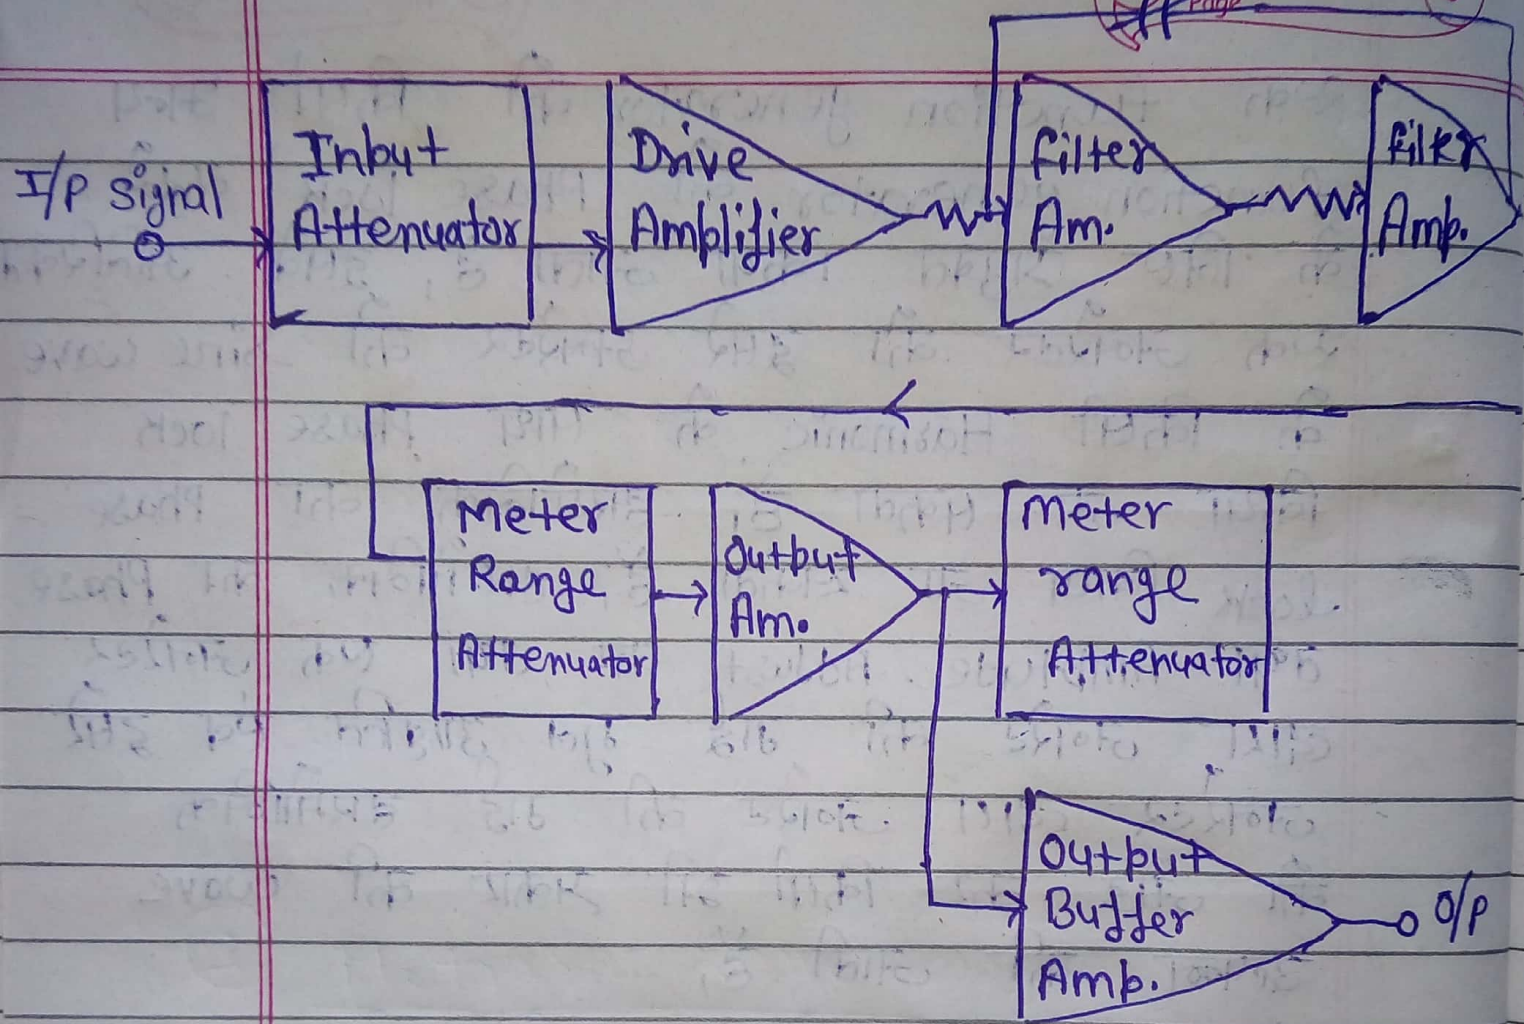 Page
I/P Signal
Input
Attenuator
Drive
Amplifier
Filter
Am.
Filter
Amp.
Meter
Range
Attenuator
Output
Am.
Meter
range
Attenuator
Output
Buffer
Amp.
O/P